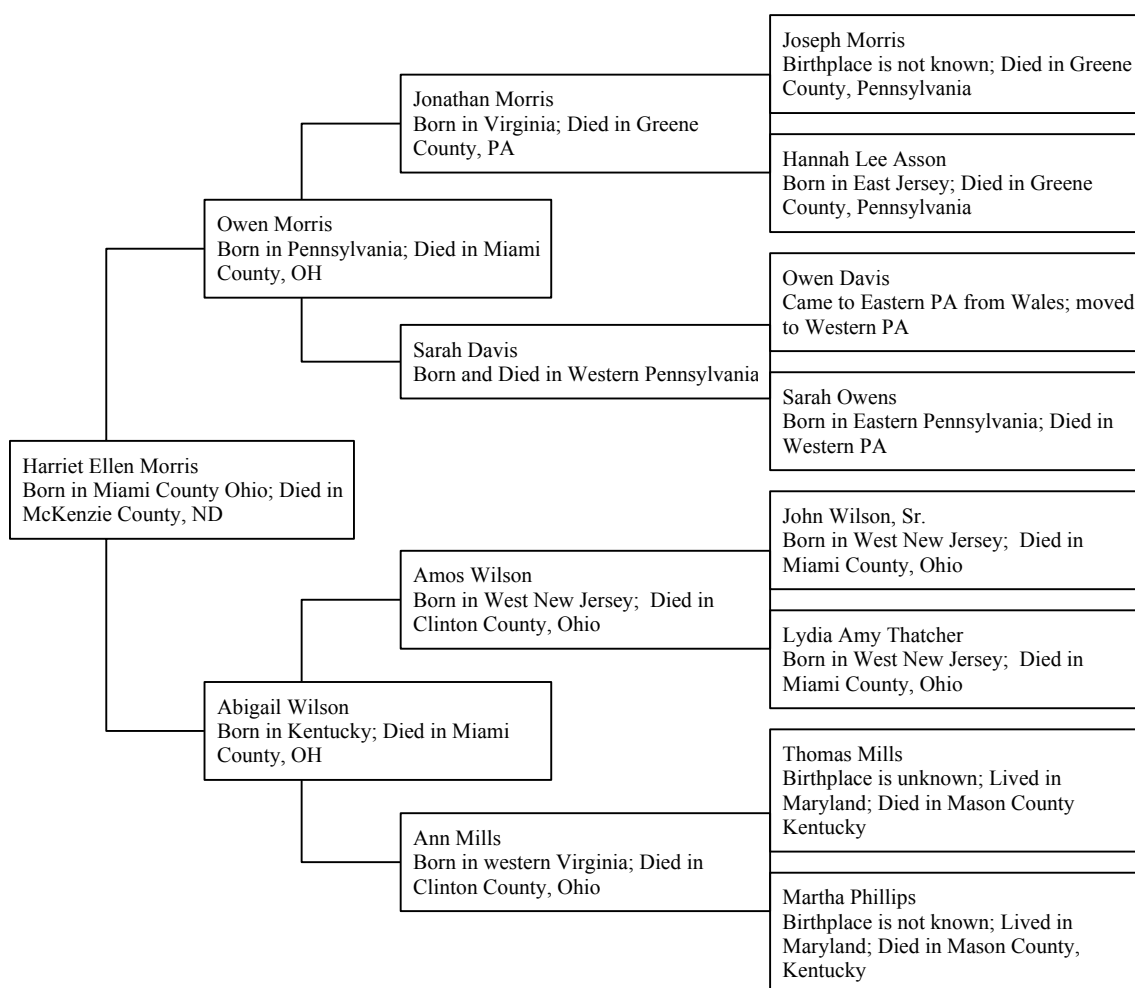 Joseph Morris
Birthplace is not known; Died in Greene
County, Pennsylvania
Jonathan Morris
Born in Virginia; Died in Greene
County, PA
Hannah Lee Asson
Born in East Jersey; Died in Greene
County, Pennsylvania
Owen Morris
Born in Pennsylvania; Died in Miami
County, OH
Owen Davis
Came to Eastern PA from Wales; moved
to Western PA
Sarah Davis
Born and Died in Western Pennsylvania
Sarah Owens
Born in Eastern Pennsylvania; Died in
Western PA
Harriet Ellen Morris
Born in Miami County Ohio; Died in
McKenzie County, ND
John Wilson, Sr.
Born in West New Jersey;  Died in
Miami County, Ohio
Amos Wilson
Born in West New Jersey;  Died in
Clinton County, Ohio
Lydia Amy Thatcher
Born in West New Jersey;  Died in
Miami County, Ohio
Abigail Wilson
Born in Kentucky; Died in Miami
County, OH
Thomas Mills
Birthplace is unknown; Lived in
Maryland; Died in Mason County
Kentucky
Ann Mills
Born in western Virginia; Died in
Clinton County, Ohio
Martha Phillips
Birthplace is not known; Lived in
Maryland; Died in Mason County,
Kentucky